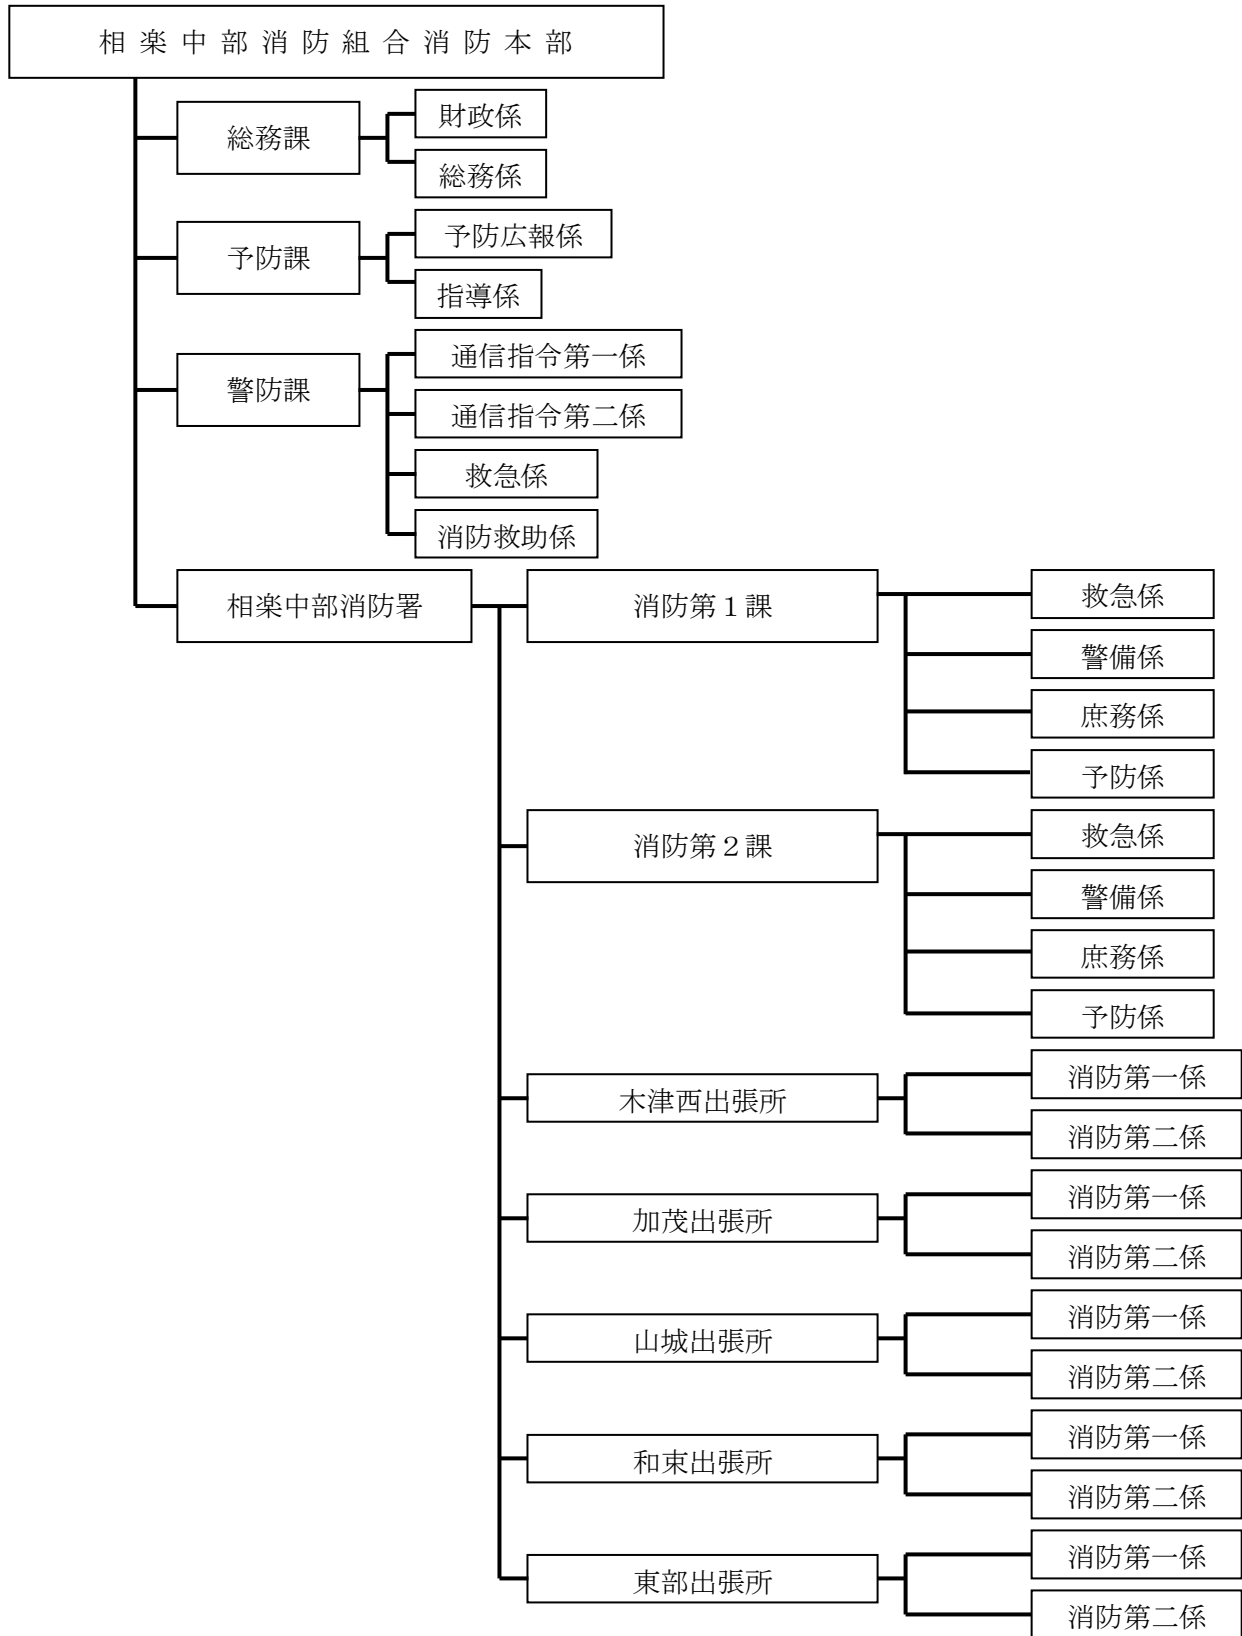 相楽中部消防組合消防本部
総務課
財政係
総務係
予防課
予防広報係
指導係
警防課
通信指令第一係
通信指令第二係
救急係
消防救助係
相楽中部消防署
消防第１課
救急係
警備係
庶務係
予防係
消防第２課
救急係
警備係
庶務係
予防係
木津西出張所
消防第一係
消防第二係
加茂出張所
消防第一係
消防第二係
山城出張所
消防第一係
消防第二係
和束出張所
消防第一係
消防第二係
東部出張所
消防第一係
消防第二係